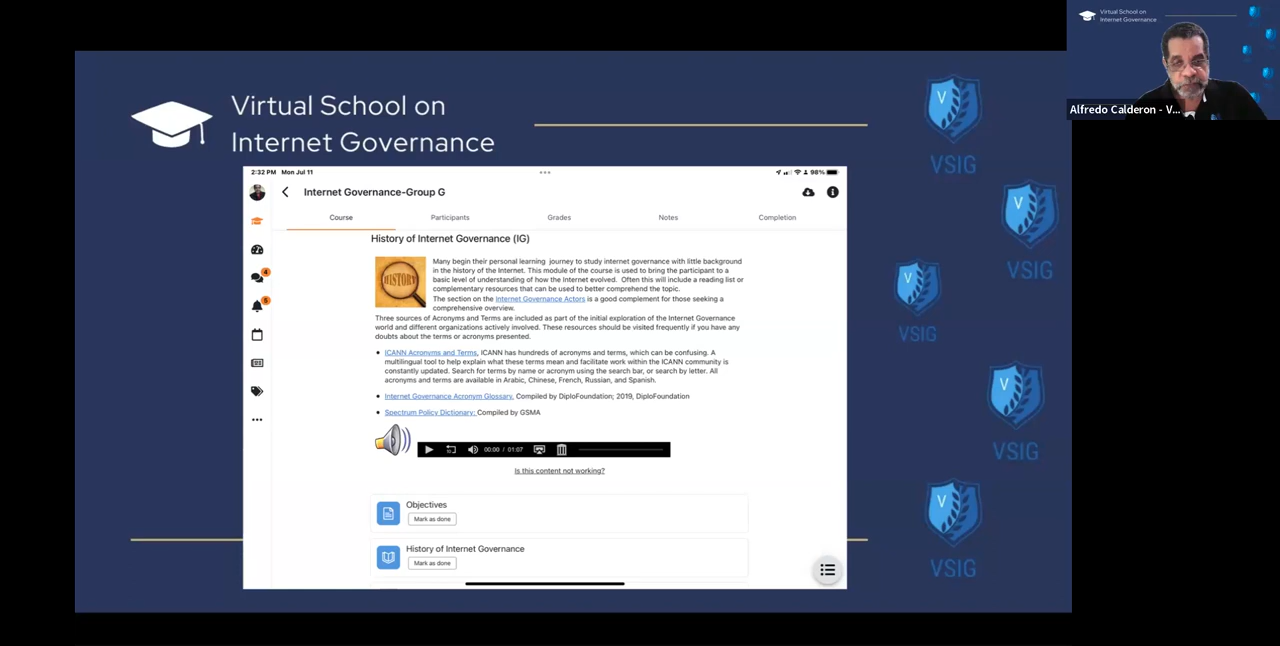 Virtual School on
Internet Governance
Alfredo Calderon - V...
Virtual School on
Internet Governance
V
VSIG
V
VSIG
V
VSIG
V
VSIG
V
VSIG
2:32 PM Mon Jul 11
98%
Internet Governance-Group G
Course Participants Grades Notes Completion
4
5
History of Internet Governance (IG)
HISTORY
Many begin their personal learning journey to study internet governance with little background
in the history of the Internet. This module of the course is used to bring the participant to a
basic level of understanding of how the Internet evolved. Often this will include a reading list or
complementary resources that can be used to better comprehend the topic.
The section on the Internet Governance Actors is a good complement for those seeking a
comprehensive overview.
Three sources of Acronyms and Terms are included as part of the initial exploration of the Internet Governance
world and different organizations actively involved. These resources should be visited frequently if you have any
doubts about the terms or acronyms presented.
• ICANN Acronyms and Terms, ICANN has hundreds of acronyms and terms, which can be confusing. A
multilingual tool to help explain what these terms mean and facilitate work within the ICANN community is
constantly updated. Search for terms by name or acronym using the search bar, or search by letter. All
acronyms and terms are available in Arabic, Chinese, French, Russian, and Spanish.
• Internet Governance Acronym Glossary, Compiled by DiploFoundation; 2019, DiploFoundation
• Spectrum Policy Dictionary: Compiled by GSMA
00:00 / 01:07
Is this content not working?
Objectives
Mark as done
History of Internet Governance
Mark as done